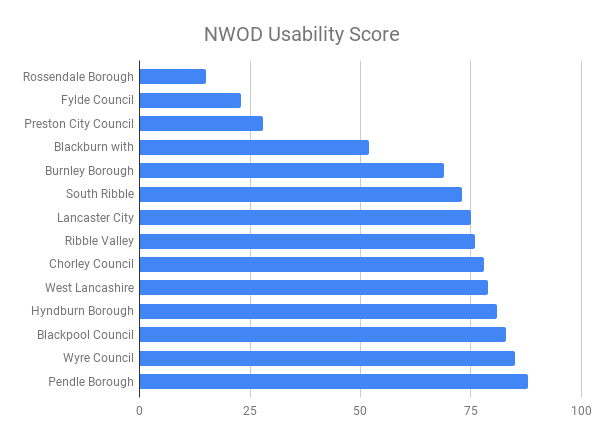 NWOD Usability Score
Rossendale Borough
Fylde Council
Preston City Council
Blackburn with
Burnley Borough
South Ribble
Lancaster City
Ribble Valley
Chorley Council
West Lancashire
Hyndburn Borough
Blackpool Council
Wyre Council
Pendle Borough
0 25 50 75 100